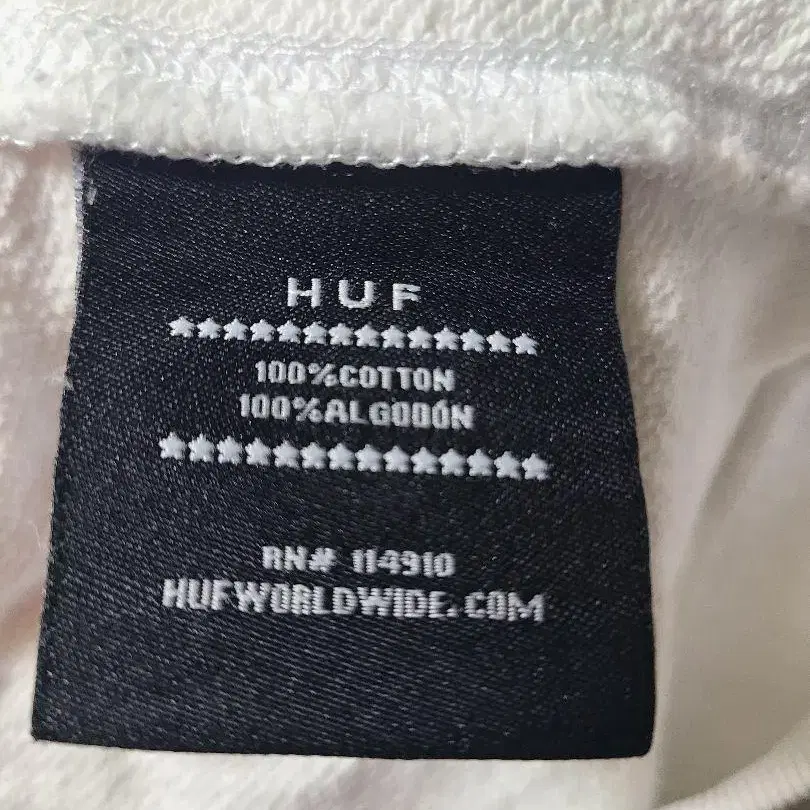 HUF
100%COTTON
100%ALGODÓN
RN# 114910
HUFWORLDWIDE.COM